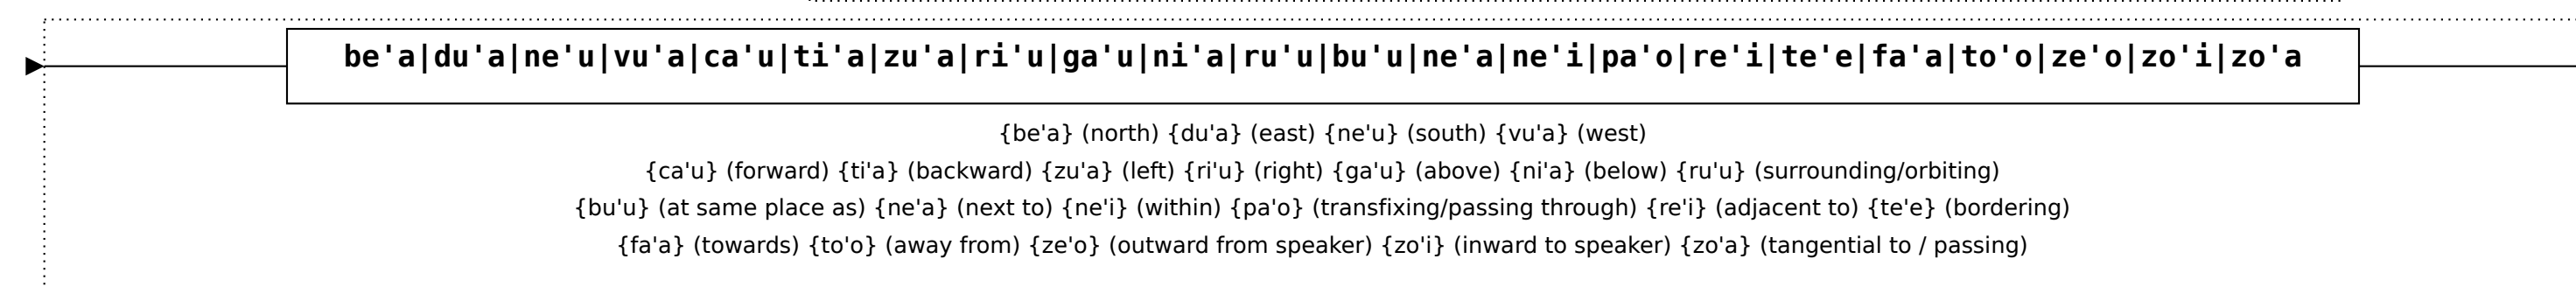 be'a|du'a|ne'u|vu'a|ca'u|ti'a|zu'a|ri'u|ga'u|ni'a|ru'u|bu'u|ne'a|ne'i|pa'o|re'i|te'e|fa'a|to'o|ze'o|zo'i|zo'a
{be'a} (north) {du'a} (east) {ne'u} (south) {vu'a} (west)
{ca'u} (forward) {ti'a} (backward) {zu'a} (left) {ri'u} (right) {ga'u} (above) {ni'a} (below) {ru'u} (surrounding/orbiting)
{bu'u} (at same place as) {ne'a} (next to) {ne'i} (within) {pa'o} (transfixing/passing through) {re'i} (adjacent to) {te'e} (bordering)
{fa'a} (towards) {to'o} (away from) {ze'o} (outward from speaker) {zo'i} (inward to speaker) {zo'a} (tangential to / passing)